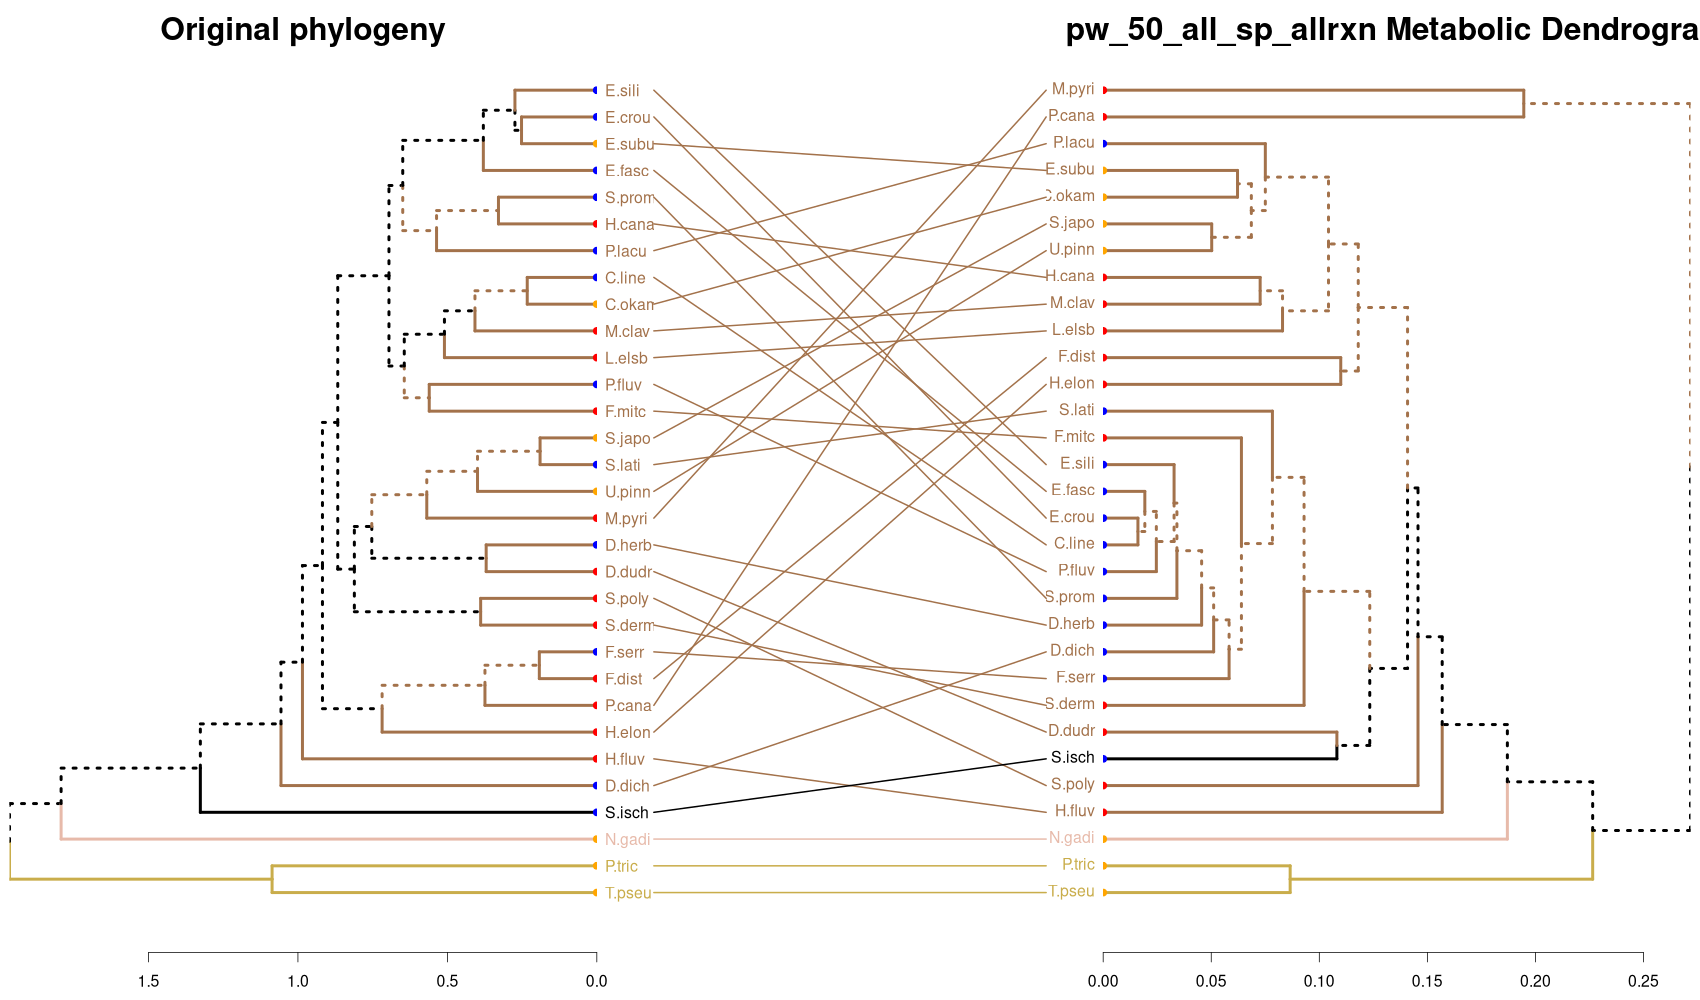 Original phylogeny
pw_50_all_sp_allrxn Metabolic Dendrogra
E.sili
E.crou
E.subu
E.fasc
S.prom
H.cana
P.lacu
C.line
C.okan
M.clav
L.elsb
P.fluv
F.mitc
S.japo
S.lati
U.pinn
M.pyri
D.herb
D.dudr
S.poly
S.derm
F.serr
F.dist
P.cana
H.elon
H.fluv
D.dich
S.isch
N.gadi
P.tric
T.pseu
M.pyri
P.cana
P.lacu
E.subu
C.okam
S.japo
U.pinn
H.cana
M.clav
L.elsb
F.dist
H.elon
S.lati
F.mitc
E.sili
E.fasc
E.crou
C.line
P.fluv
S.prom
D.herb
D.dich
F.serr
S.derm
D.dudr
S.isch
S.poly
H.fluv
N.gadi
P.tric
T.pseu
1.5 1.0 0.5 0.0
0.00 0.05 0.10 0.15 0.20 0.25